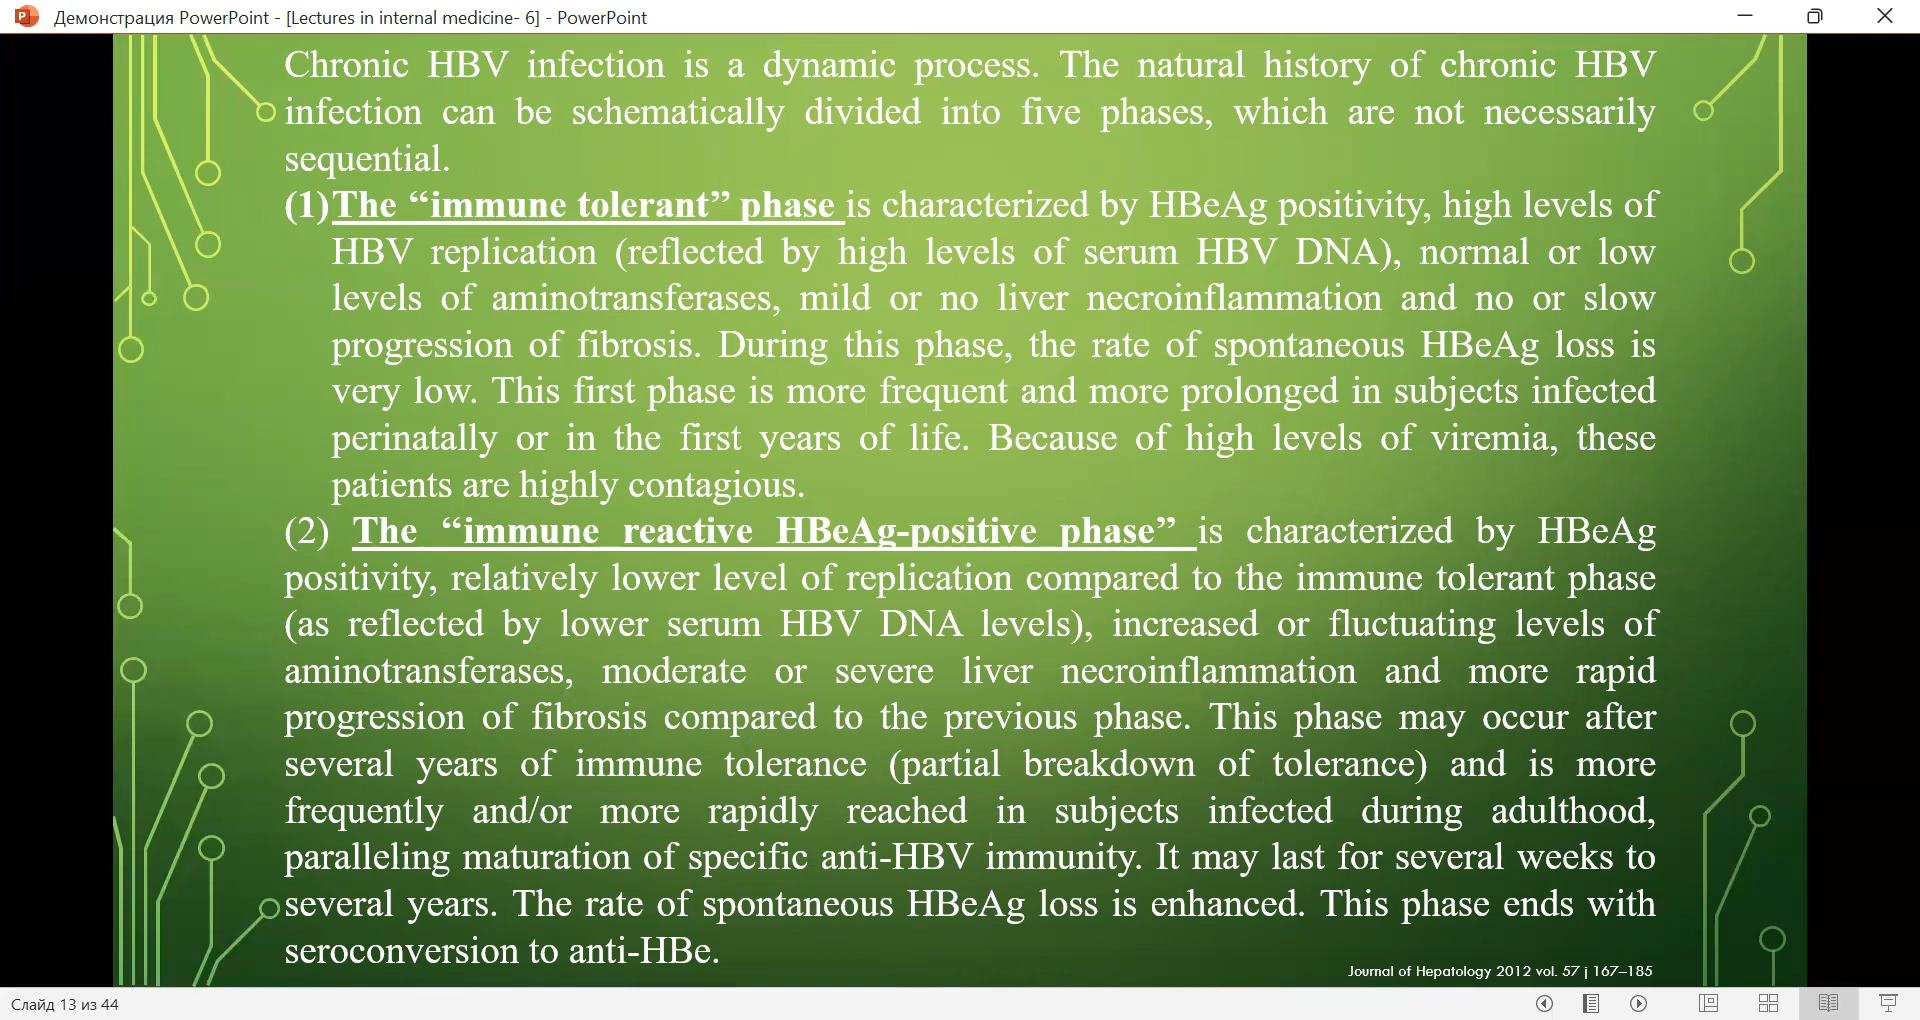 Демонстрация PowerPoint - [Lectures in internal medicine- 6] - PowerPoint
Chronic HBV infection is a dynamic process. The natural history of chronic HBV
infection can be schematically divided into five phases, which are not necessarily
sequential.
(1) The “immune tolerant” phase is characterized by HBeAg positivity, high levels of
HBV replication (reflected by high levels of serum HBV DNA), normal or low
levels of aminotransferases, mild or no liver necroinflammation and no or slow
progression of fibrosis. During this phase, the rate of spontaneous HBeAg loss is
very low. This first phase is more frequent and more prolonged in subjects infected
perinatally or in the first years of life. Because of high levels of viremia, these
patients are highly contagious.
(2) The “immune reactive HBeAg-positive phase” is characterized by HBeAg
positivity, relatively lower level of replication compared to the immune tolerant phase
(as reflected by lower serum HBV DNA levels), increased or fluctuating levels of
aminotransferases, moderate or severe liver necroinflammation and more rapid
progression of fibrosis compared to the previous phase. This phase may occur after
several years of immune tolerance (partial breakdown of tolerance) and is more
frequently and/or more rapidly reached in subjects infected during adulthood,
paralleling maturation of specific anti-HBV immunity. It may last for several weeks to
several years. The rate of spontaneous HBeAg loss is enhanced. This phase ends with
seroconversion to anti-HBe.
Journal of Hepatology 2012 vol. 57 j 167–185
Слайд 13 из 44